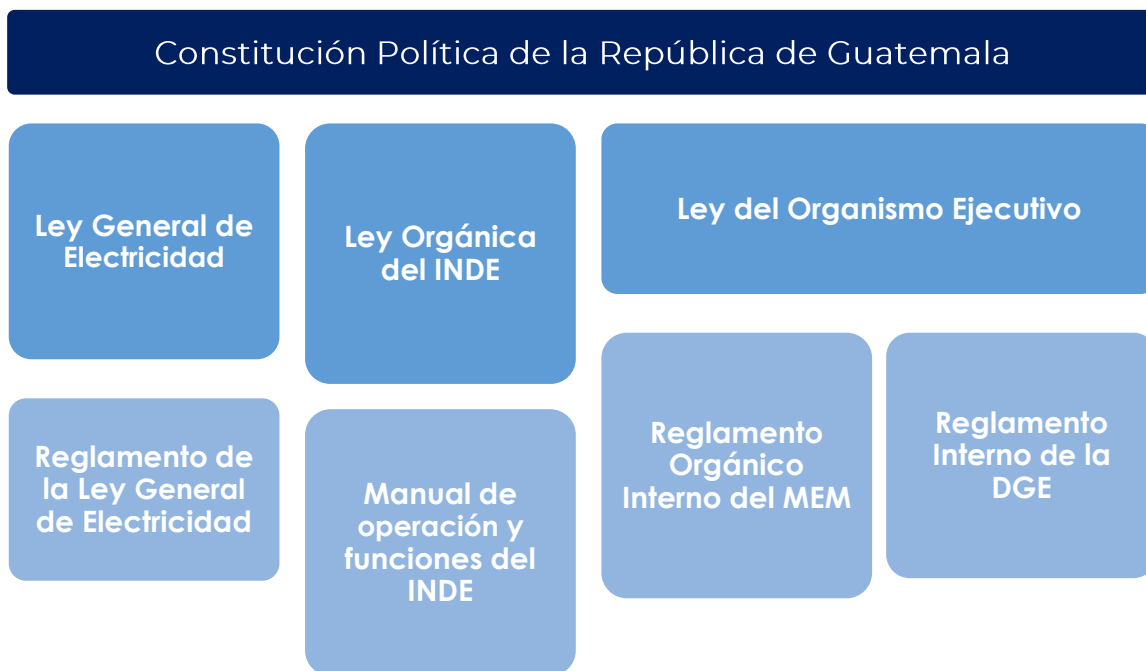 Constitución Política de la República de Guatemala
Ley General de
Electricidad
Ley Orgánica
del INDE
Ley del Organismo Ejecutivo
Reglamento de
la Ley General
de Electricidad
Manual de
operación y
funciones del
INDE
Reglamento
Orgánico
Interno del MEM
Reglamento
Interno de la
DGE